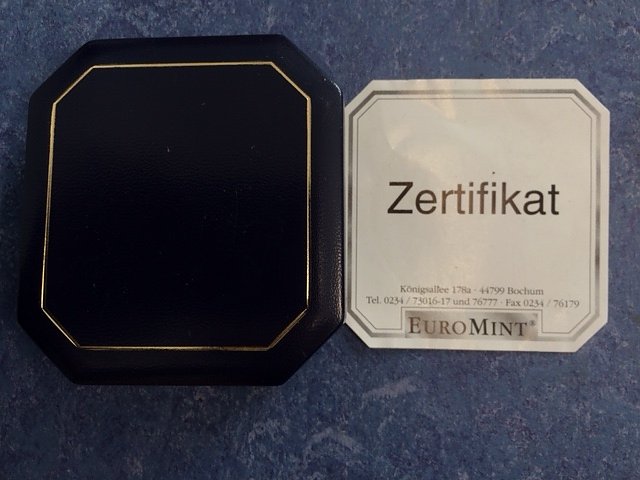 Zertifikat
Königsallee 178a · 44799 Bochum
Tel. 0234 / 73016-17 und 76777 · Fax 0234 / 76179
EUROMINT®